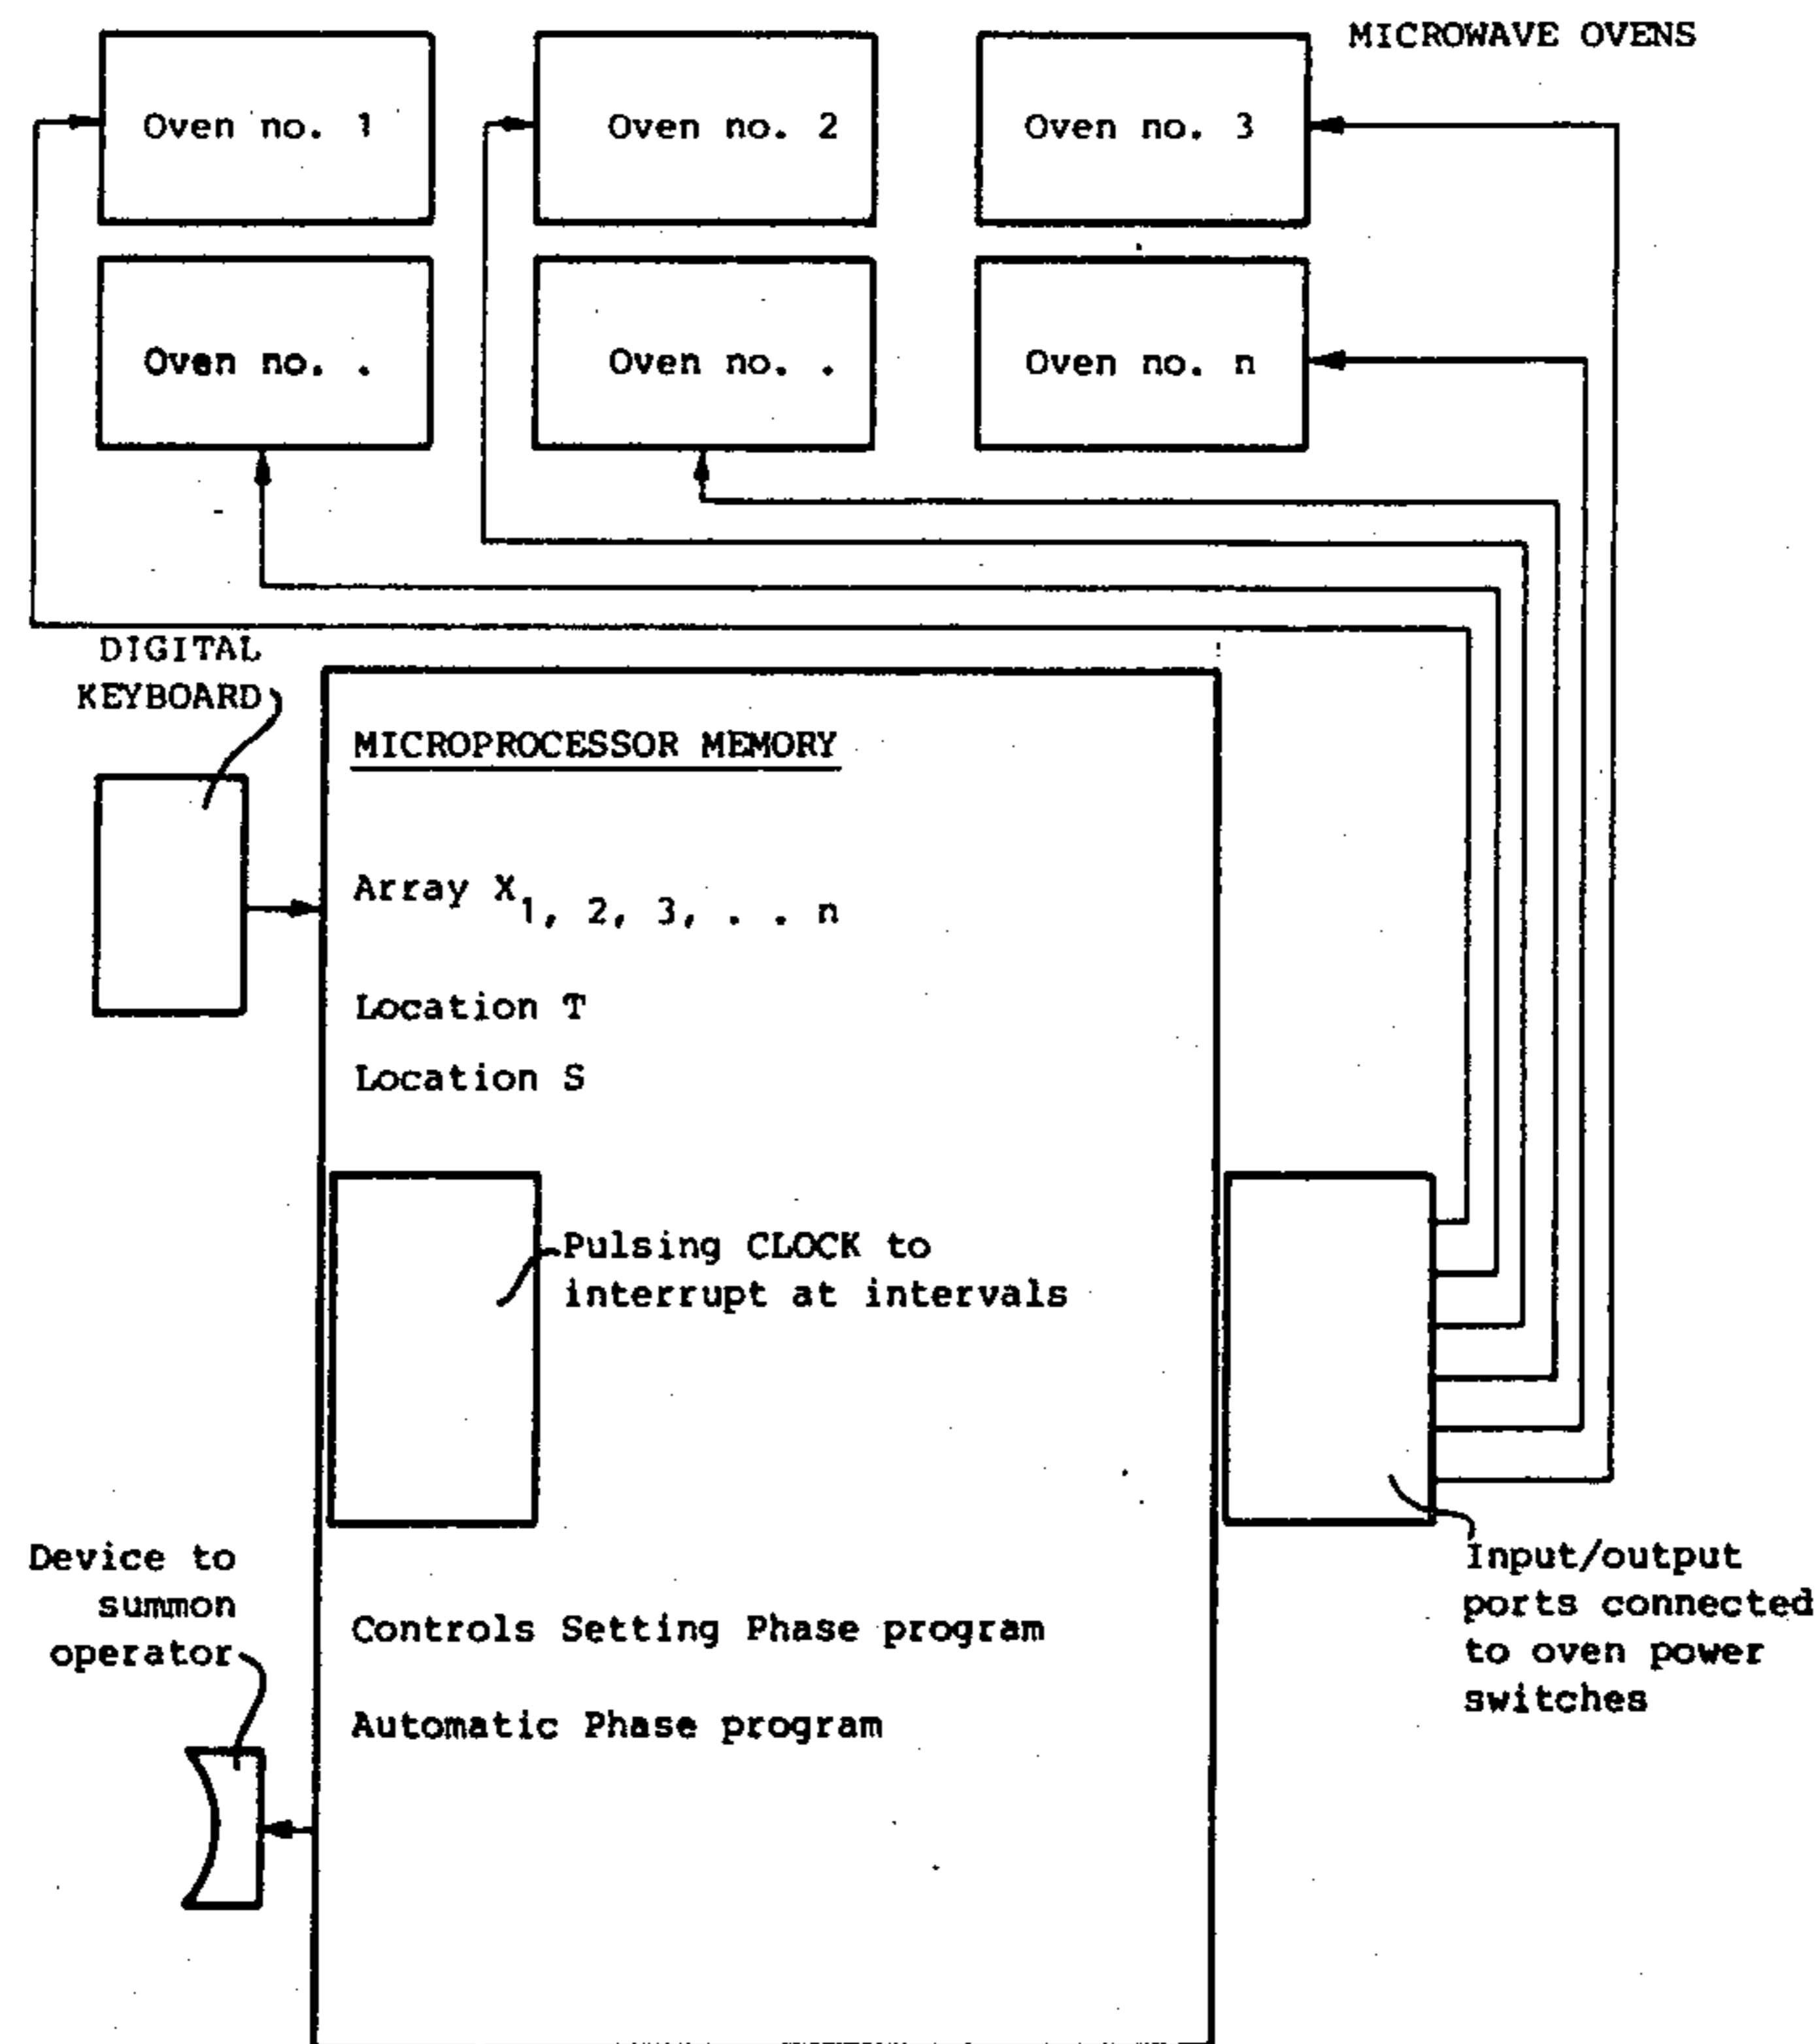 MICROWAVE OVENS
Oven no. 1
Oven no. 2
Oven no. 3
Oven no. .
Oven no. .
Oven no. n
DIGITAL
KEYBOARD
MICROPROCESSOR MEMORY
Array X1, 2, 3, . . n
Location T
Location S
Pulsing CLOCK to
interrupt at intervals
Device to
summon
operator
Input/output
ports connected
to oven power
switches
Controls Setting Phase program
Automatic Phase program